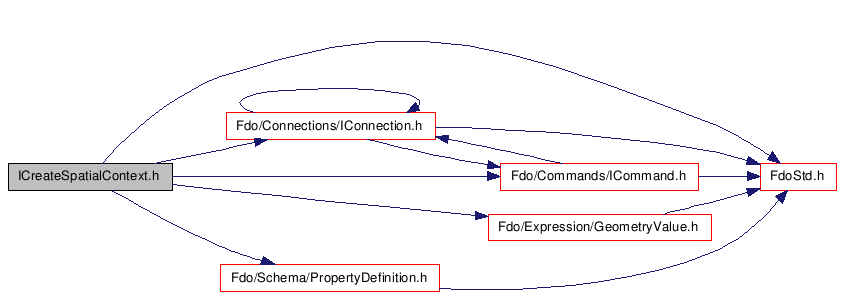 Fdo/Connections/IConnection.h
ICreateSpatialContext.h
Fdo/Commands/ICommand.h
FdoStd.h
Fdo/Expression/GeometryValue.h
Fdo/Schema/PropertyDefinition.h